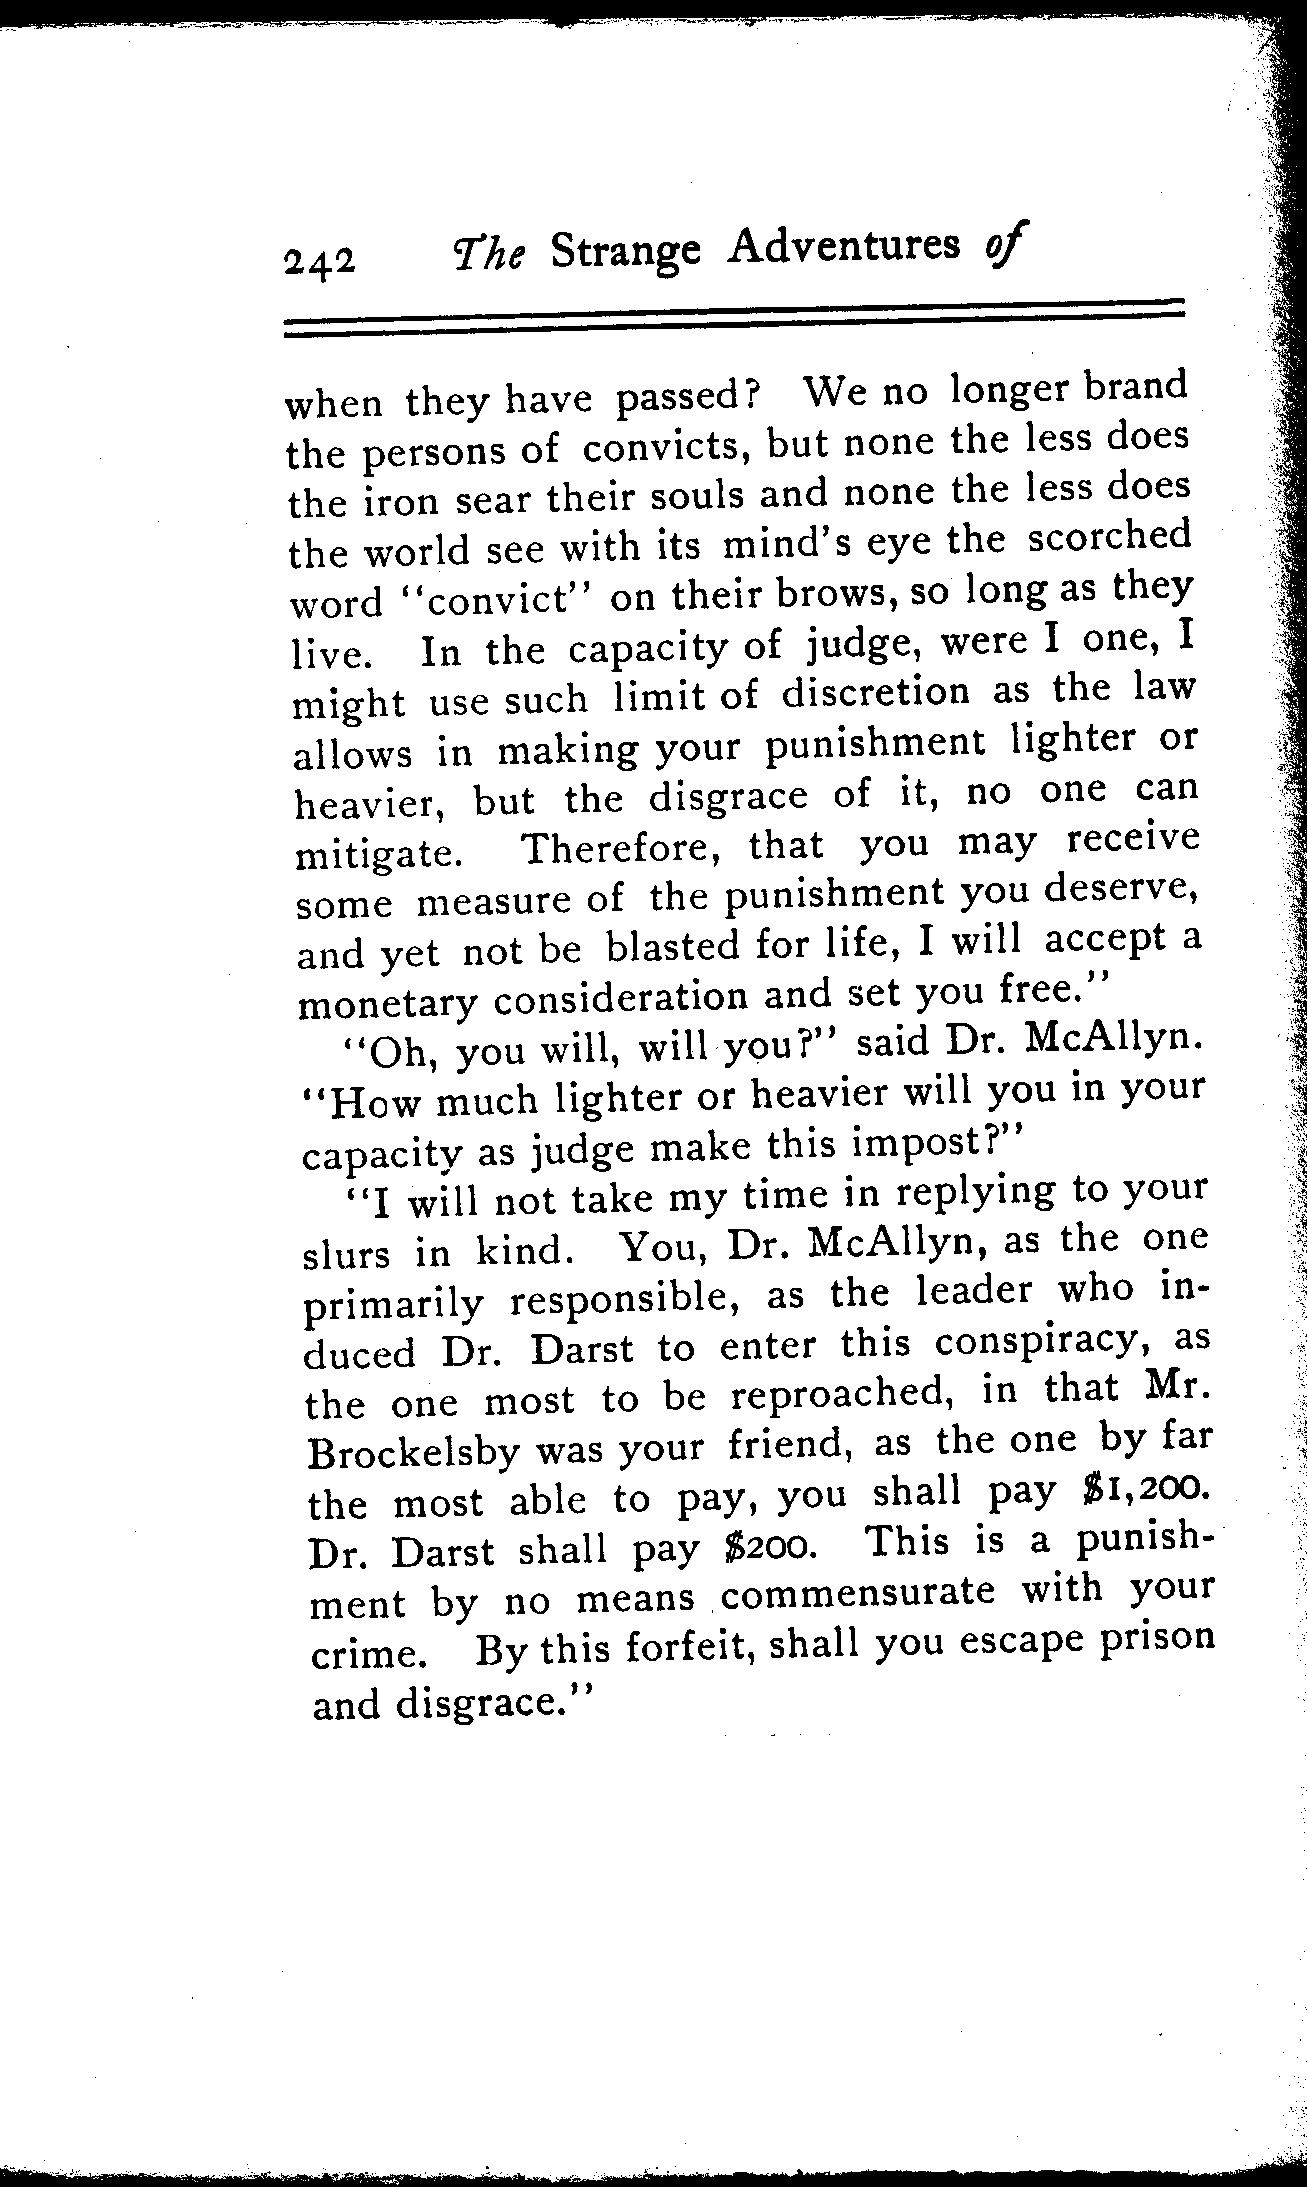 242 The Strange Adventures of
when they have passed? We no longer brand
the persons of convicts, but none the less does
the iron sear their souls and none the less does
the world see with its mind's eye the scorched
word "convict" on their brows, so long as they
live. In the capacity of judge, were I one, I
might use such limit of discretion as the law
allows in making your punishment lighter or
heavier, but the disgrace of it, no one can
mitigate. Therefore, that you may receive
some measure of the punishment you deserve,
and yet not be blasted for life, I will accept a
monetary consideration and set you free."
"Oh, you will, will you?" said Dr. McAllyn.
"How much lighter or heavier will you in your
capacity as judge make this impost?"
"I will not take my time in replying to your
slurs in kind. You, Dr. McAllyn, as the one
primarily responsible, as the leader who in-
duced Dr. Darst to enter this conspiracy, as
the one most to be reproached, in that Mr.
Brockelsby was your friend, as the one by far
the most able to pay, you shall pay $1,200.
Dr. Darst shall pay $200. This is a punish-
ment by no means commensurate with your
crime. By this forfeit, shall you escape prison
and disgrace."